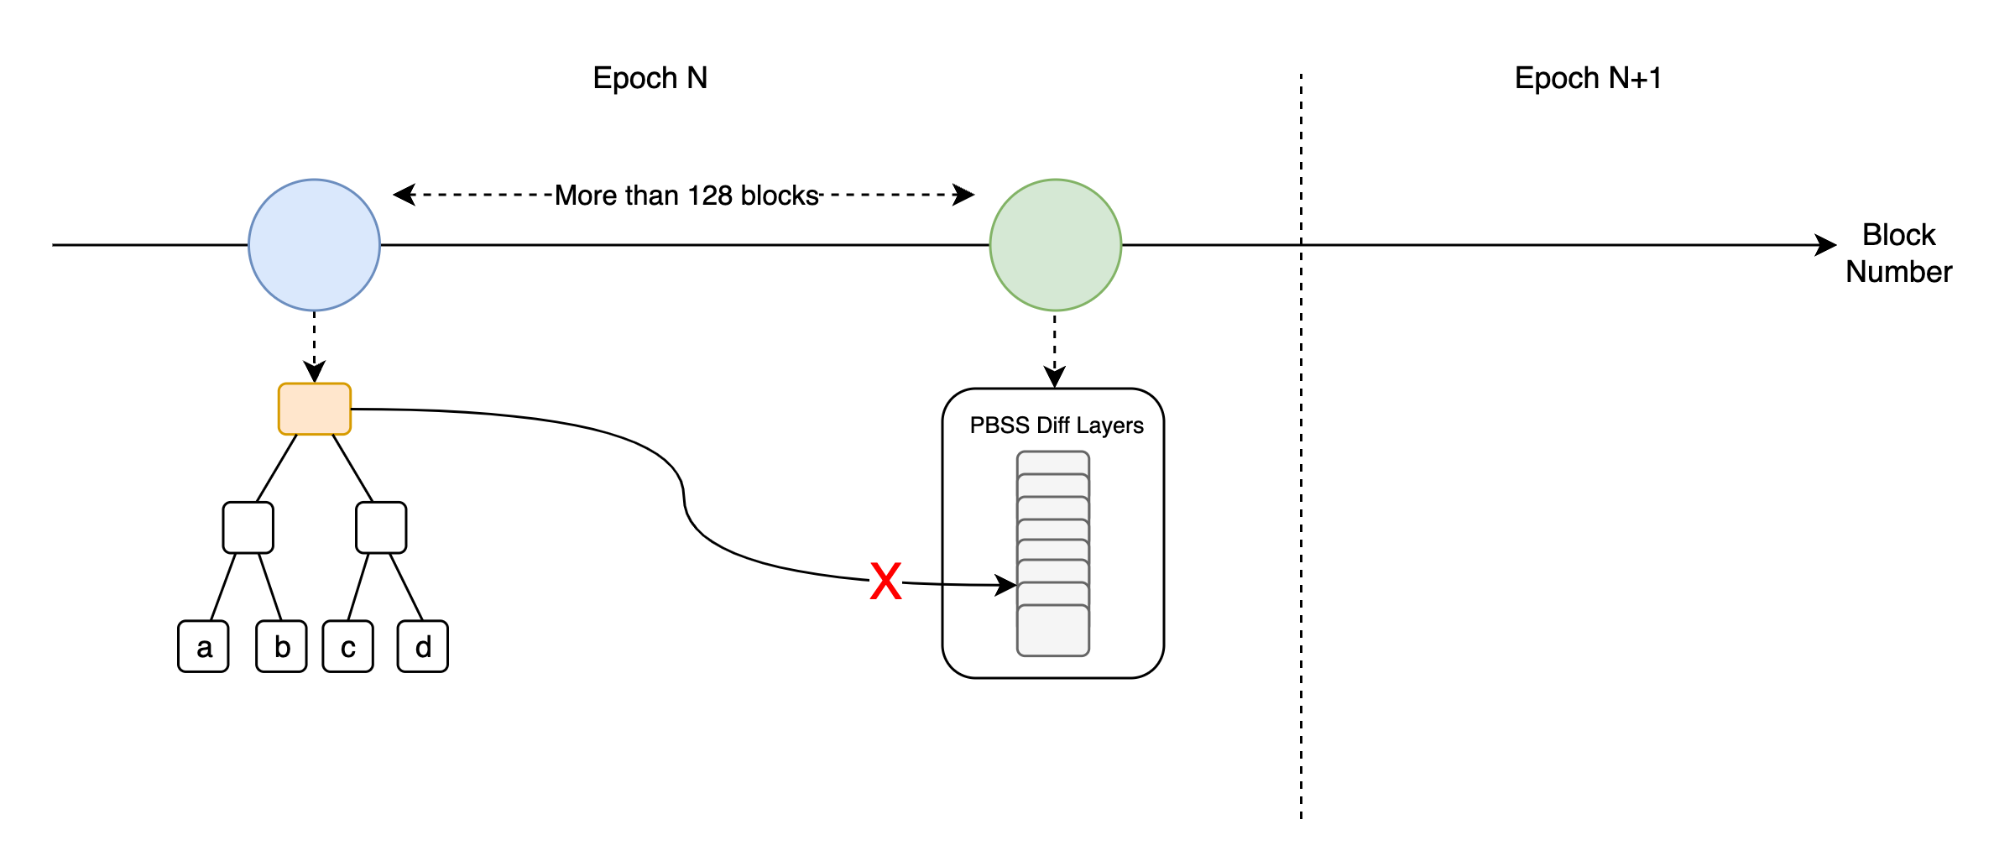 Epoch N
Epoch N+1
More than 128 blocks
Block
Number
PBSS Diff Layers
X
a
b
c
d